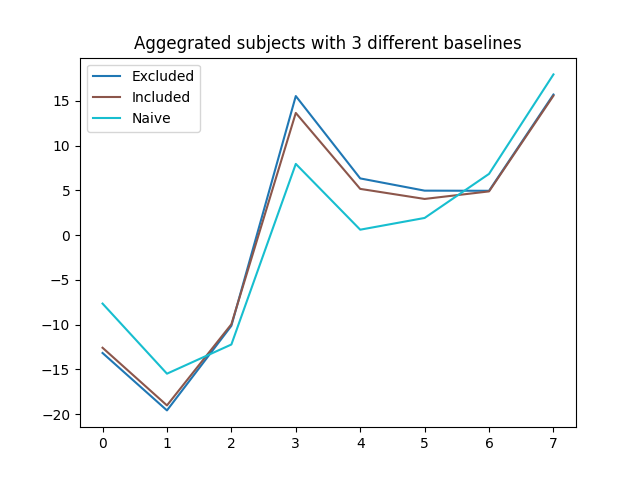 Aggegrated subjects with 3 different baselines
Excluded
Included
Naive
15
10
5
0
−5
−10
−15
−20
0 1 2 3 4 5 6 7